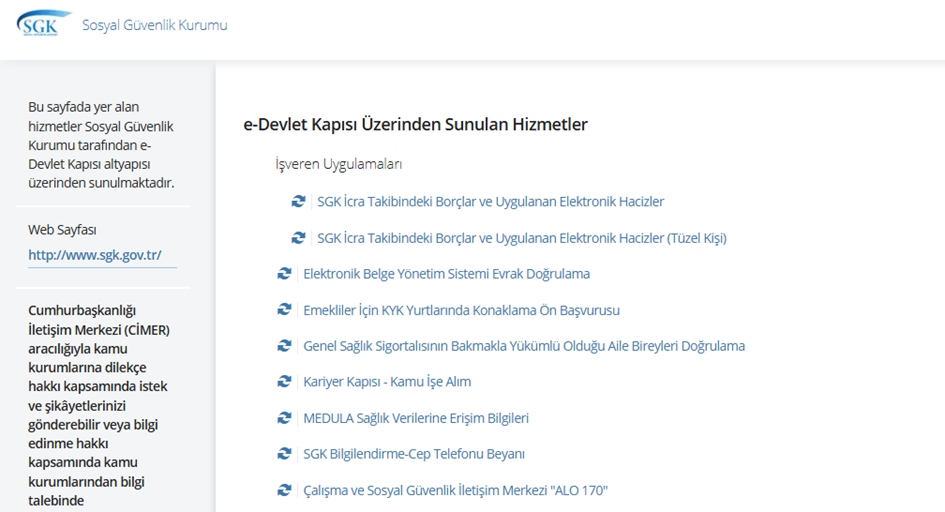 SGK Sosyal Güvenlik Kurumu
Bu sayfada yer alan
hizmetler Sosyal Güvenlik
Kurumu tarafından e-
Devlet Kapısı altyapısı
üzerinden sunulmaktadır.
Web Sayfası
http://www.sgk.gov.tr/
Cumhurbaşkanlığı
İletişim Merkezi (CİMER)
aracılığıyla kamu
kurumlarına dilekçe
hakkı kapsamında istek
ve şikâyetlerinizi
gönderebilir veya bilgi
edinme hakkı
kapsamında kamu
kurumlarından bilgi
talebinde
e-Devlet Kapısı Üzerinden Sunulan Hizmetler
İşveren Uygulamaları
SGK İcra Takibindeki Borçlar ve Uygulanan Elektronik Hacizler
SGK İcra Takibindeki Borçlar ve Uygulanan Elektronik Hacizler (Tüzel Kişi)
Elektronik Belge Yönetim Sistemi Evrak Doğrulama
Emekliler İçin KYK Yurtlarında Konaklama Ön Başvurusu
Genel Sağlık Sigortalısının Bakmakla Yükümlü Olduğu Aile Bireyleri Doğrulama
Kariyer Kapısı - Kamu İşe Alım
MEDULA Sağlık Verilerine Erişim Bilgileri
SGK Bilgilendirme-Cep Telefonu Beyanı
Çalışma ve Sosyal Güvenlik İletişim Merkezi "ALO 170"